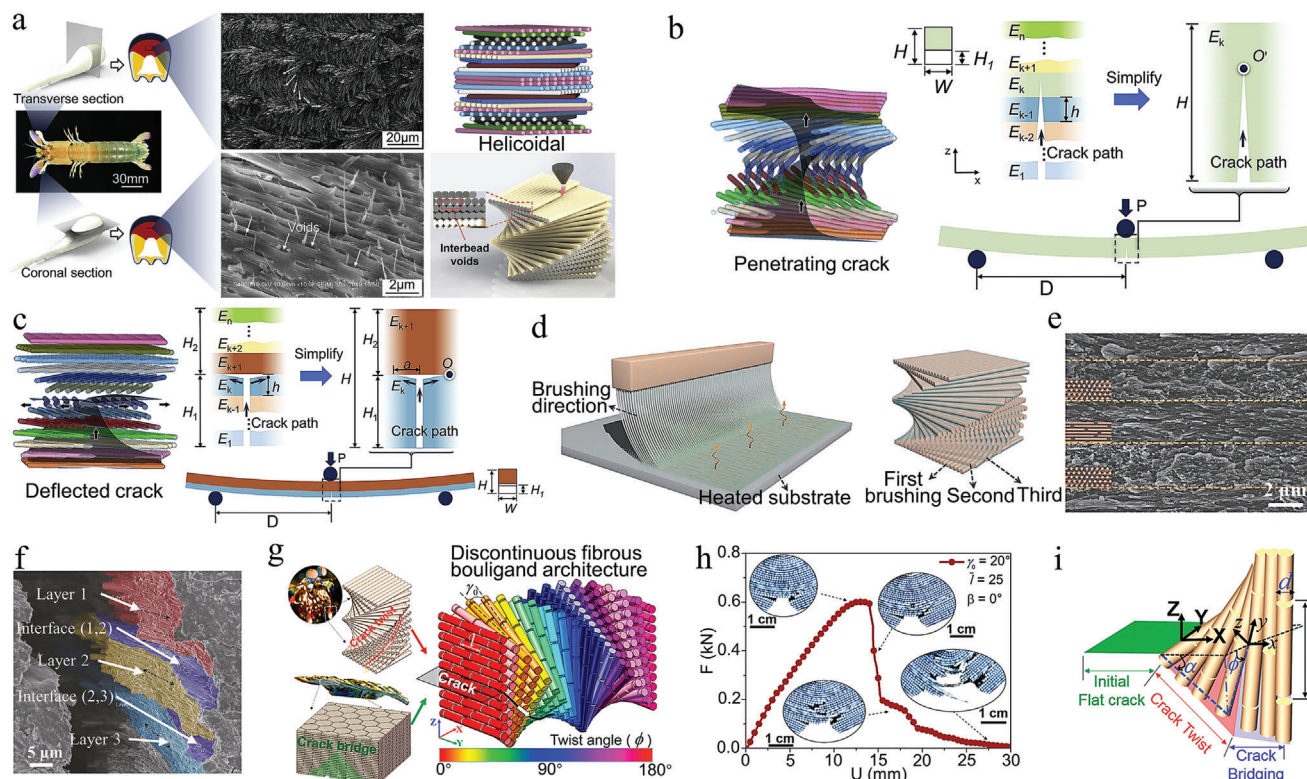 a
Transverse section
30mm
Coronal section
20μm
Voids
2μm
Helicoidal
Interbead
voids
b
H
H1
W
En
Ek+1
Ek
Ek-1
h
Ek-2
Crack path
E1
z
x
Simplify
H
Ek
O'
Crack path
Penetrating crack
P
D
c
H2
H1
En
Ek+2
Ek+1
Ek
h
Ek-1
Crack path
E1
Simplify
H
H2
H1
Ek+1
a
Ek
O
Crack path
Deflected crack
P
D
H
H1
W
d
Brushing
direction
Heated substrate
First
brushing Second Third
e
2 μm
f
Layer 1
Interface (1,2)
Layer 2
Interface (2,3)
Layer 3
5 μm
g
Crack twist
Crack bridge
Discontinuous fibrous
bouligand architecture
γ0
Crack
Z
X
Y
Twist angle (ϕ)
0° 90° 180°
h
F (kN)
0.8
0.6
0.4
0.2
0.0
0 5 10 15 20 25 30
U (mm)
γ0 = 20°
l̄ = 25
β = 0°
1 cm
1 cm
1 cm
1 cm
i
d
Z
Y
X
z
y
x
α
ϕ
Initial
Flat crack
Crack Twist
Crack
Bridging